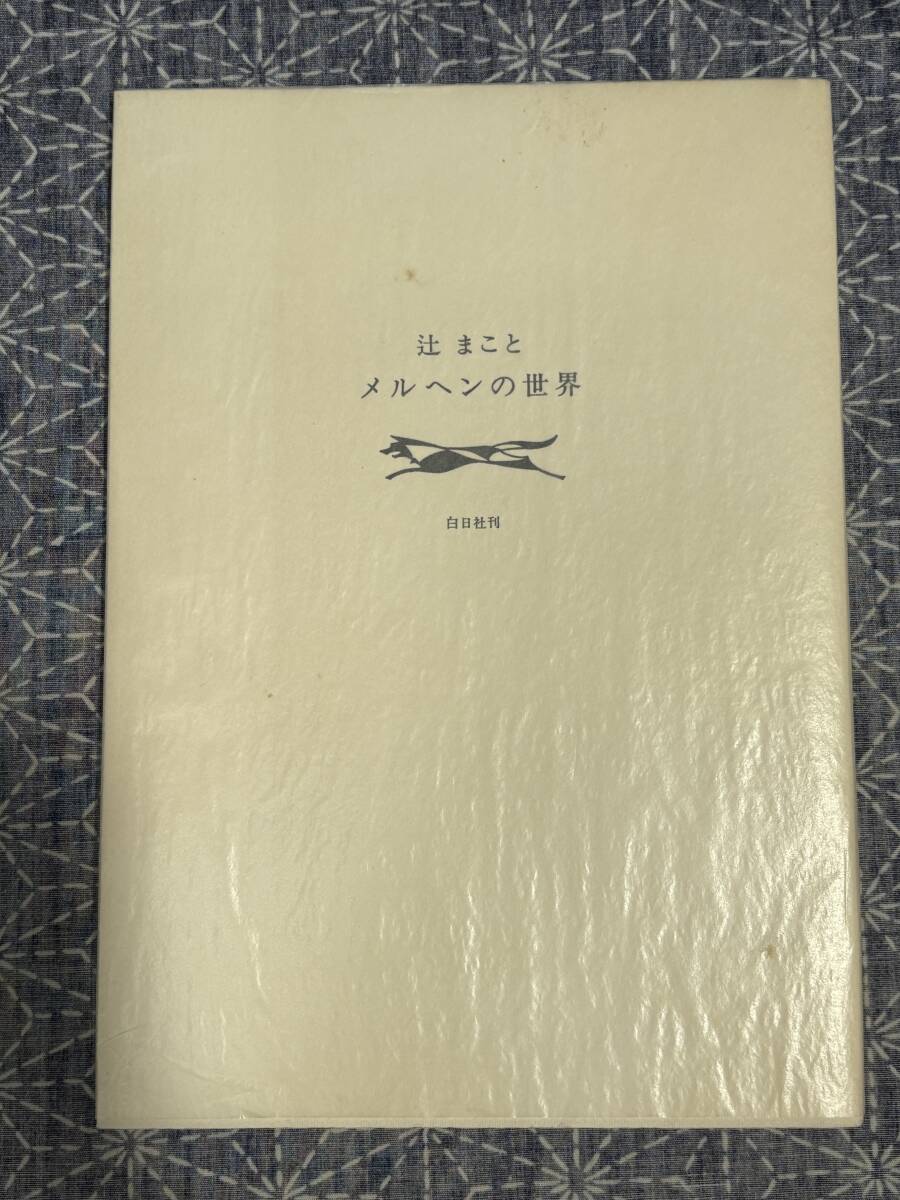 辻 まこと
メルヘンの世界
白日社刊